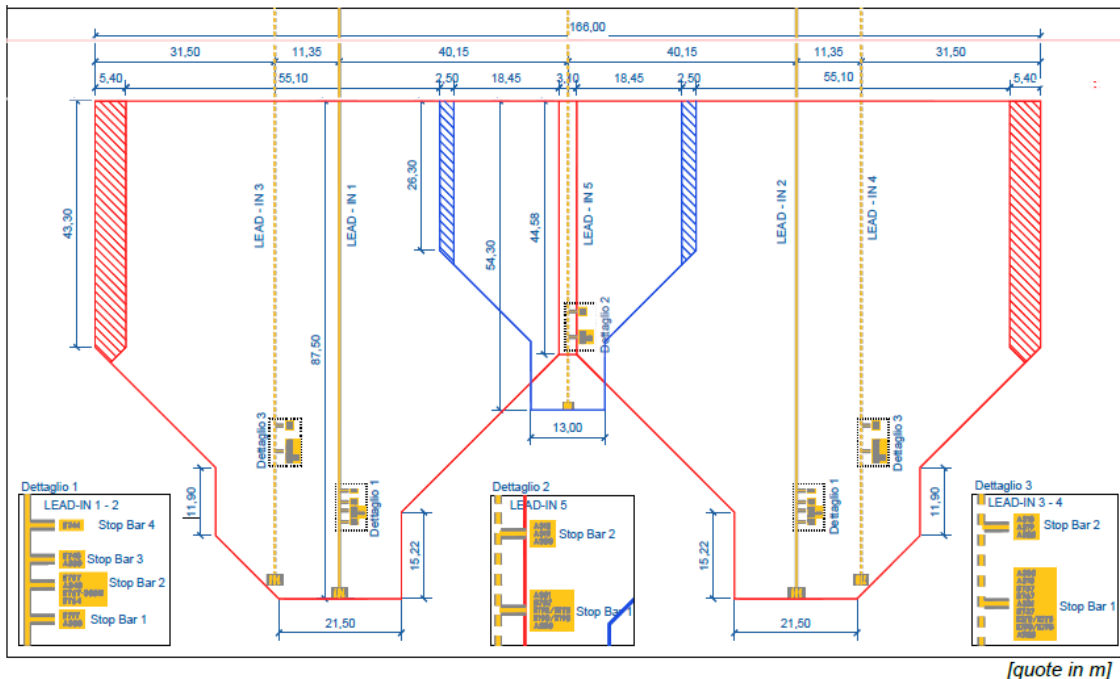 166,00
31,50 11,35 40,15 40,15 11,35 31,50
5,40 55,10 2,50 18,45 3,10 18,45 2,50 55,10 5,40
43,30
LEAD - IN 3
LEAD - IN 1
26,30
54,30
44,58
LEAD - IN 5
LEAD - IN 2
LEAD - IN 4
87,50
Dettaglio 2
Dettaglio 3
Dettaglio 3
13,00
Dettaglio 1
Dettaglio 1
11,90
11,90
15,22
15,22
21,50
21,50
Dettaglio 1
LEAD-IN 1 - 2
Stop Bar 4
Stop Bar 3
Stop Bar 2
Stop Bar 1
Dettaglio 2
LEAD-IN 5
Stop Bar 2
Stop Bar 1
Dettaglio 3
LEAD-IN 3 - 4
Stop Bar 2
Stop Bar 1
[quote in m]